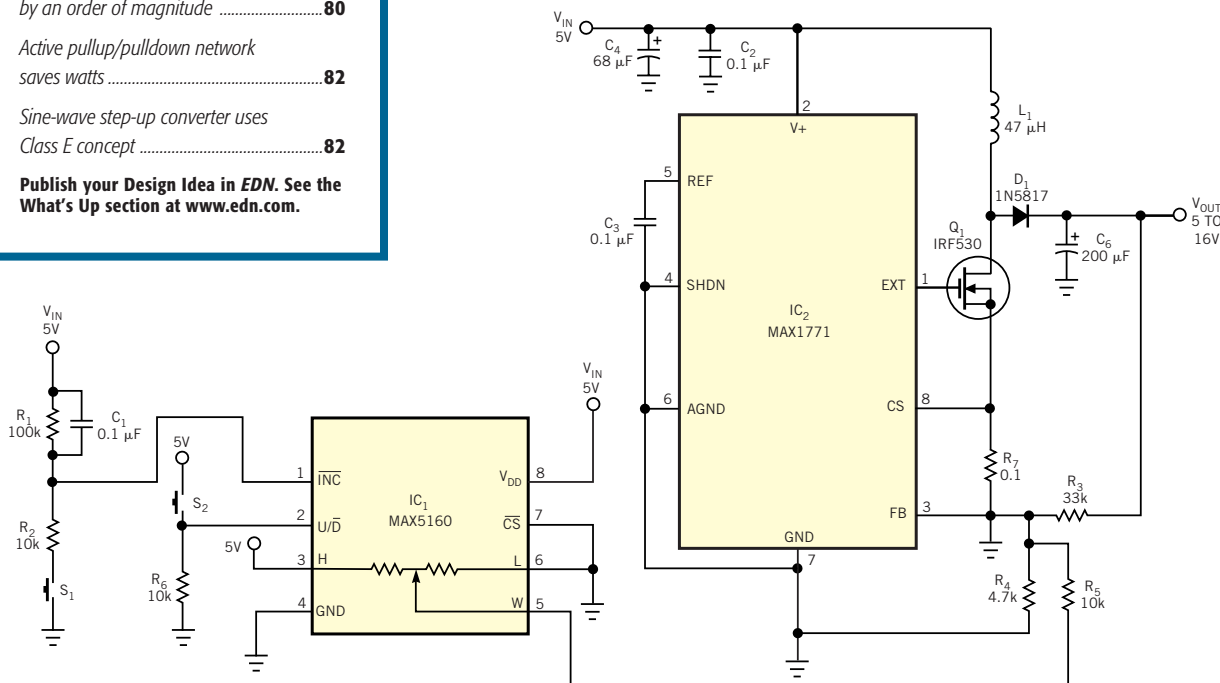 by an order of magnitude ..............................80
Active pullup/pulldown network
saves watts ..................................................82
Sine-wave step-up converter uses
Class E concept ...........................................82
Publish your Design Idea in EDN. See the
What's Up section at www.edn.com.
VIN
5V
C4
68 µF
+
C2
0.1 µF
2
V+
L1
47 µH
5
REF
C3
0.1 µF
D1
1N5817
VOUT
5 TO
16V
Q1
IRF530
+
C6
200 µF
4
SHDN
EXT
1
IC2
MAX1771
6
AGND
CS
8
R7
0.1
R3
33k
FB
3
GND
7
R4
4.7k
R5
10k
VIN
5V
R1
100k
C1
0.1 µF
R2
10k
S1
5V
S2
R6
10k
VIN
5V
1
INC
VDD
8
IC1
MAX5160
2
U/D
CS
7
5V
3
H
L
6
4
GND
W
5